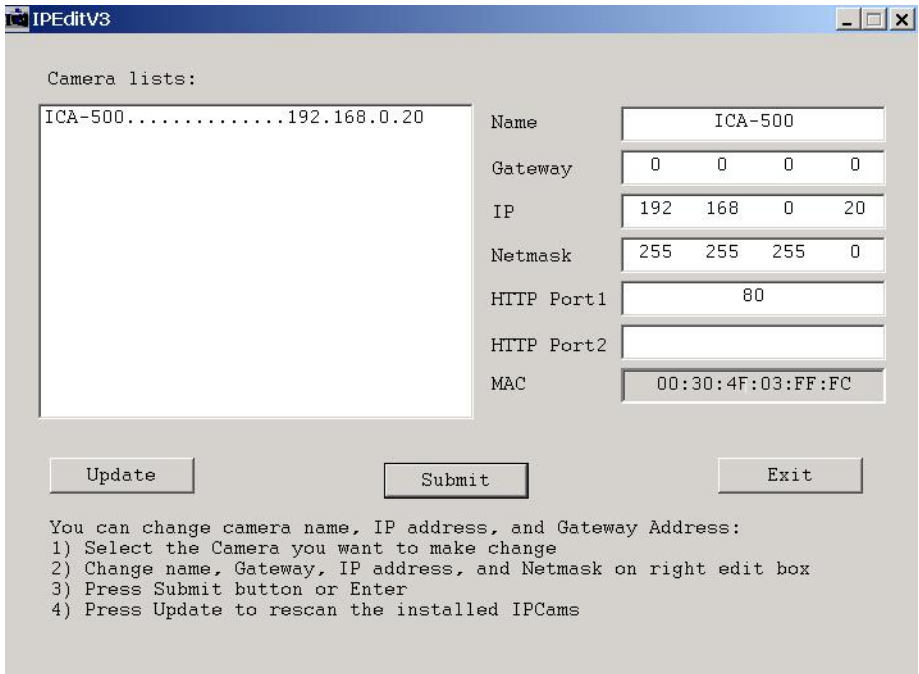 IPEditV3
Camera lists:
ICA-500..............192.168.0.20
Name ICA-500
Gateway 0 0 0 0
IP 192 168 0 20
Netmask 255 255 255 0
HTTP Port1 80
HTTP Port2
MAC 00:30:4F:03:FF:FC
Update Submit Exit
You can change camera name, IP address, and Gateway Address:
1) Select the Camera you want to make change
2) Change name, Gateway, IP address, and Netmask on right edit box
3) Press Submit button or Enter
4) Press Update to rescan the installed IPCams